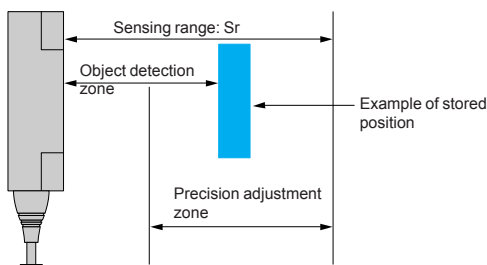 Sensing range: Sr
Object detection
zone
Example of stored
position
Precision adjustment
zone